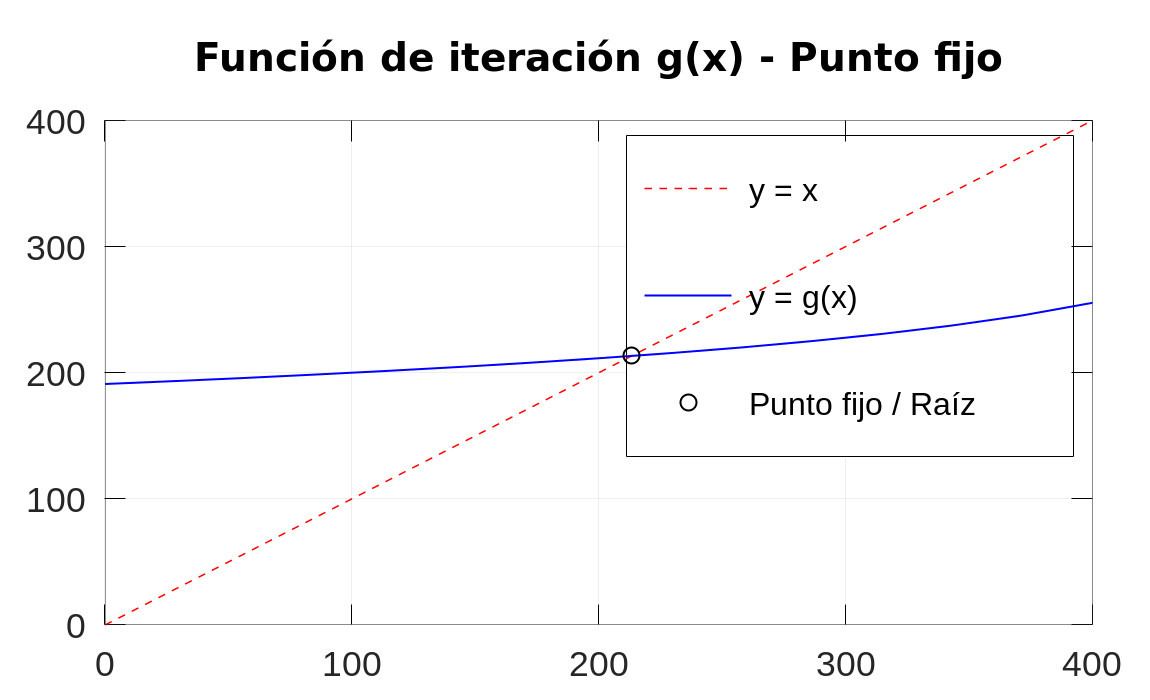 Función de iteración g(x) - Punto fijo
400
300
200
100
0
y = x
y = g(x)
Punto fijo / Raíz
0 100 200 300 400